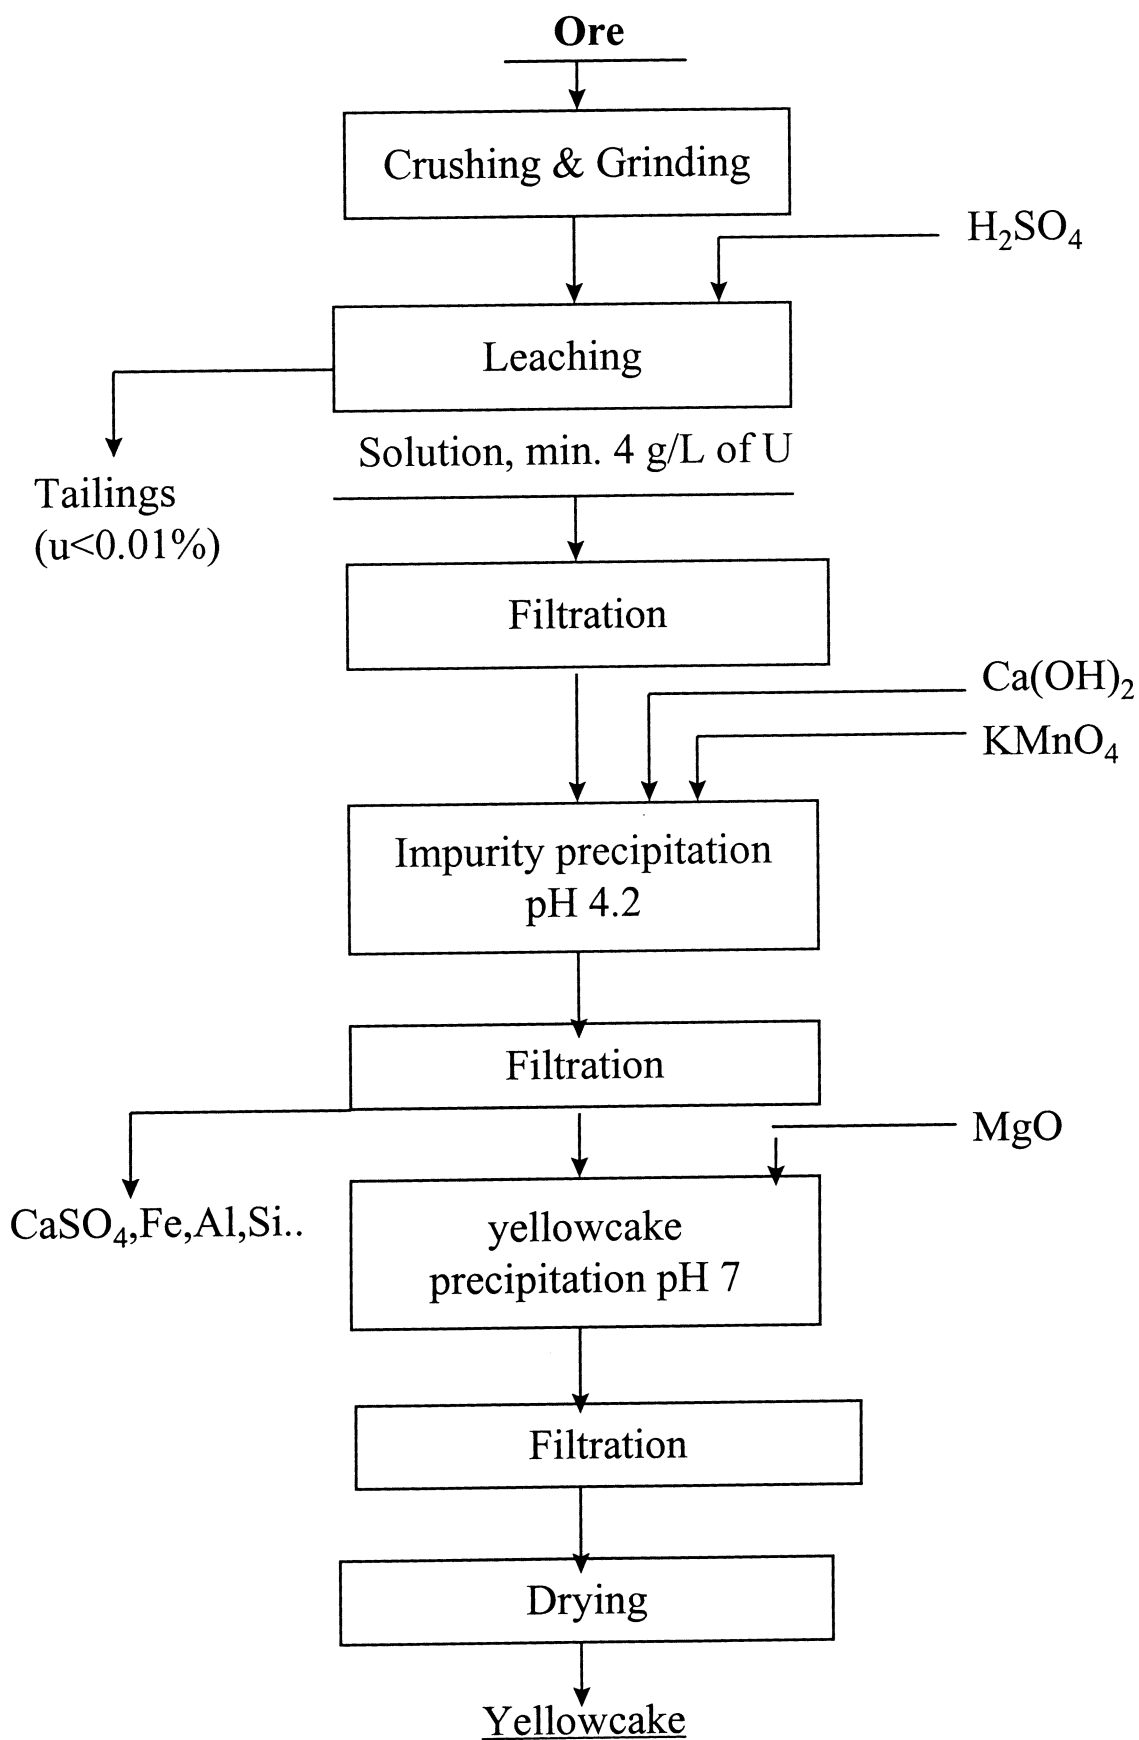 Ore
Crushing & Grinding
H₂SO₄
Leaching
Solution, min. 4 g/L of U
Tailings
(u<0.01%)
Filtration
Ca(OH)₂
KMnO₄
Impurity precipitation
pH 4.2
Filtration
MgO
CaSO₄,Fe,Al,Si..
yellowcake
precipitation pH 7
Filtration
Drying
Yellowcake